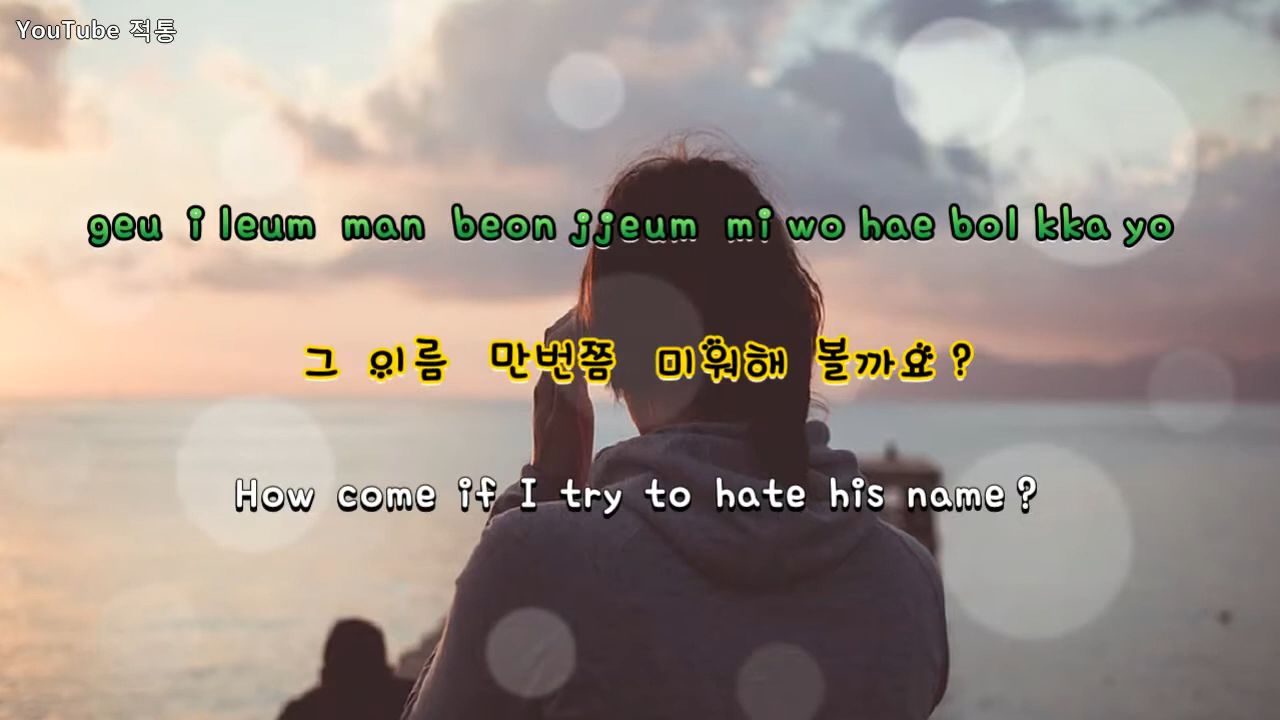 YouTube 적통
geu i leum man beon jjeum mi wo hae bol kka yo
그 이름 만번쯤 미워해 볼까요?
How come if I try to hate his name?